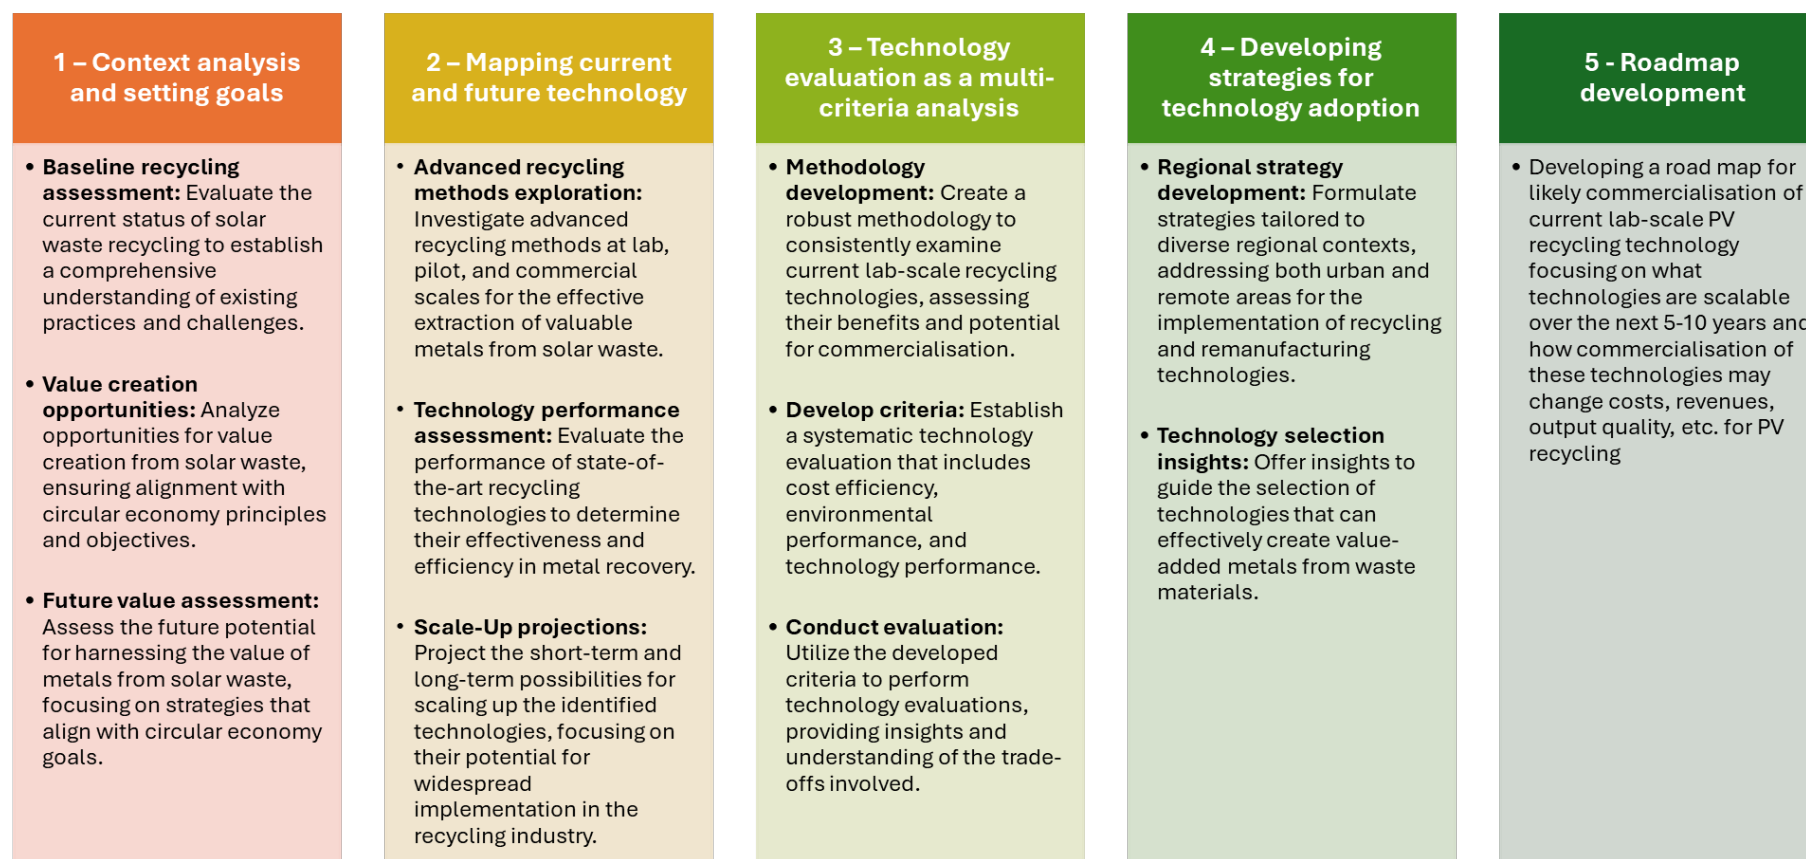 1 – Context analysis
and setting goals
• Baseline recycling
assessment: Evaluate the
current status of solar
waste recycling to establish
a comprehensive
understanding of existing
practices and challenges.
• Value creation
opportunities: Analyze
opportunities for value
creation from solar waste,
ensuring alignment with
circular economy principles
and objectives.
• Future value assessment:
Assess the future potential
for harnessing the value of
metals from solar waste,
focusing on strategies that
align with circular economy
goals.
2 – Mapping current
and future technology
• Advanced recycling
methods exploration:
Investigate advanced
recycling methods at lab,
pilot, and commercial
scales for the effective
extraction of valuable
metals from solar waste.
• Technology performance
assessment: Evaluate the
performance of state-of-
the-art recycling
technologies to determine
their effectiveness and
efficiency in metal recovery.
• Scale-Up projections:
Project the short-term and
long-term possibilities for
scaling up the identified
technologies, focusing on
their potential for
widespread
implementation in the
recycling industry.
3 – Technology
evaluation as a multi-
criteria analysis
• Methodology
development: Create a
robust methodology to
consistently examine
current lab-scale recycling
technologies, assessing
their benefits and potential
for commercialisation.
• Develop criteria: Establish
a systematic technology
evaluation that includes
cost efficiency,
environmental
performance, and
technology performance.
• Conduct evaluation:
Utilize the developed
criteria to perform
technology evaluations,
providing insights and
understanding of the trade-
offs involved.
4 – Developing
strategies for
technology adoption
• Regional strategy
development: Formulate
strategies tailored to
diverse regional contexts,
addressing both urban and
remote areas for the
implementation of recycling
and remanufacturing
technologies.
• Technology selection
insights: Offer insights to
guide the selection of
technologies that can
effectively create value-
added metals from waste
materials.
5 - Roadmap
development
• Developing a road map for
likely commercialisation of
current lab-scale PV
recycling technology
focusing on what
technologies are scalable
over the next 5-10 years and
how commercialisation of
these technologies may
change costs, revenues,
output quality, etc. for PV
recycling